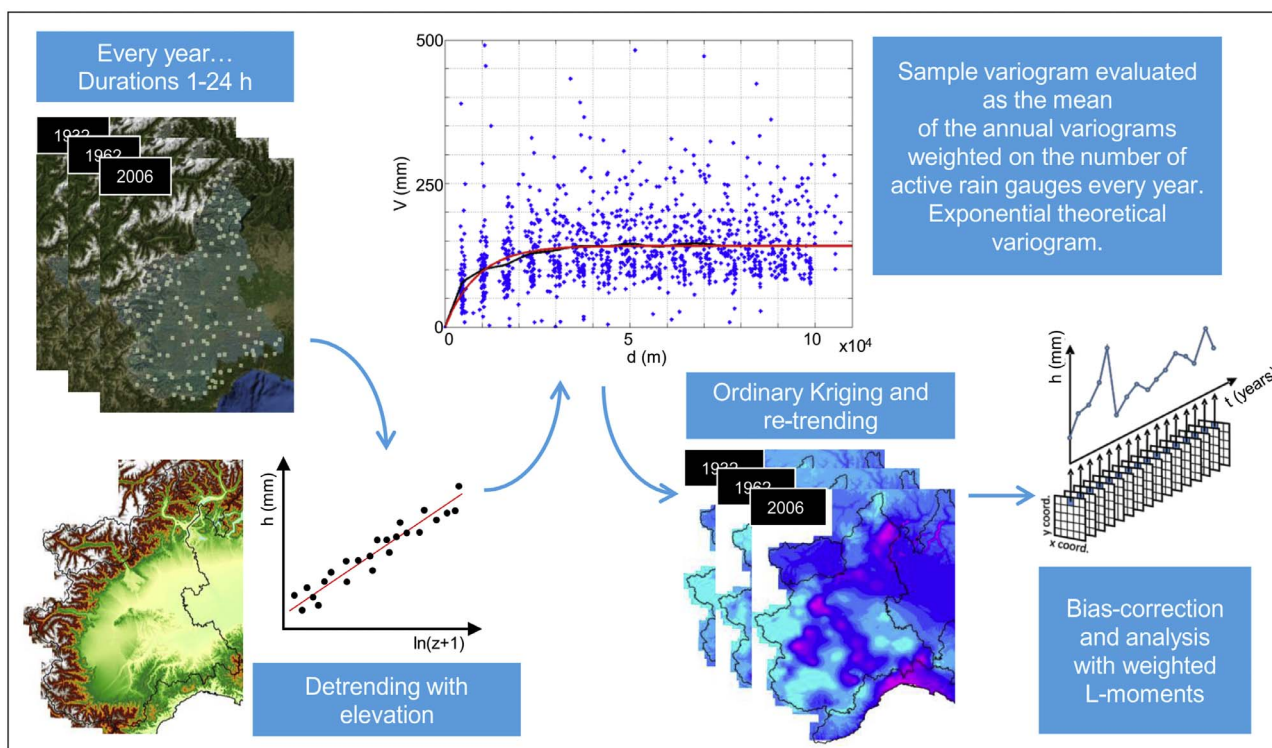 Every year…
Durations 1-24 h
1932
1962
2006
500
250
0
V (mm)
0
5
10
x10⁴
d (m)
Sample variogram evaluated
as the mean
of the annual variograms
weighted on the number of
active rain gauges every year.
Exponential theoretical
variogram.
h (mm)
ln(z+1)
Detrending with
elevation
Ordinary Kriging and
re-trending
1932
1962
2006
h (mm)
t (years)
y coord.
x coord.
Bias-correction
and analysis
with weighted
L-moments